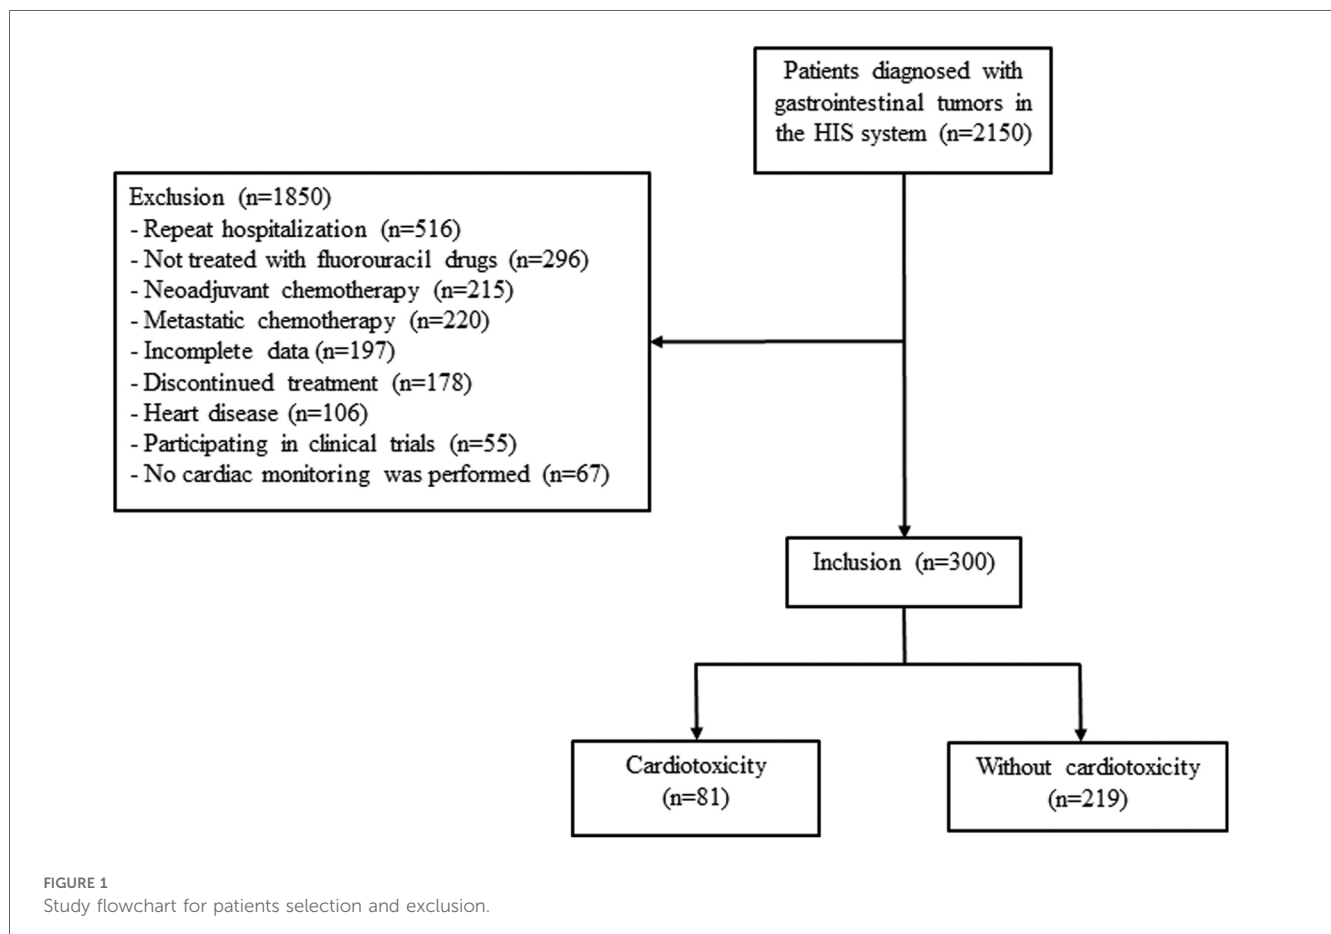 Patients diagnosed with
gastrointestinal tumors in
the HIS system (n=2150)
Exclusion (n=1850)
- Repeat hospitalization (n=516)
- Not treated with fluorouracil drugs (n=296)
- Neoadjuvant chemotherapy (n=215)
- Metastatic chemotherapy (n=220)
- Incomplete data (n=197)
- Discontinued treatment (n=178)
- Heart disease (n=106)
- Participating in clinical trials (n=55)
- No cardiac monitoring was performed (n=67)
Inclusion (n=300)
Cardiotoxicity
(n=81)
Without cardiotoxicity
(n=219)
FIGURE 1
Study flowchart for patients selection and exclusion.